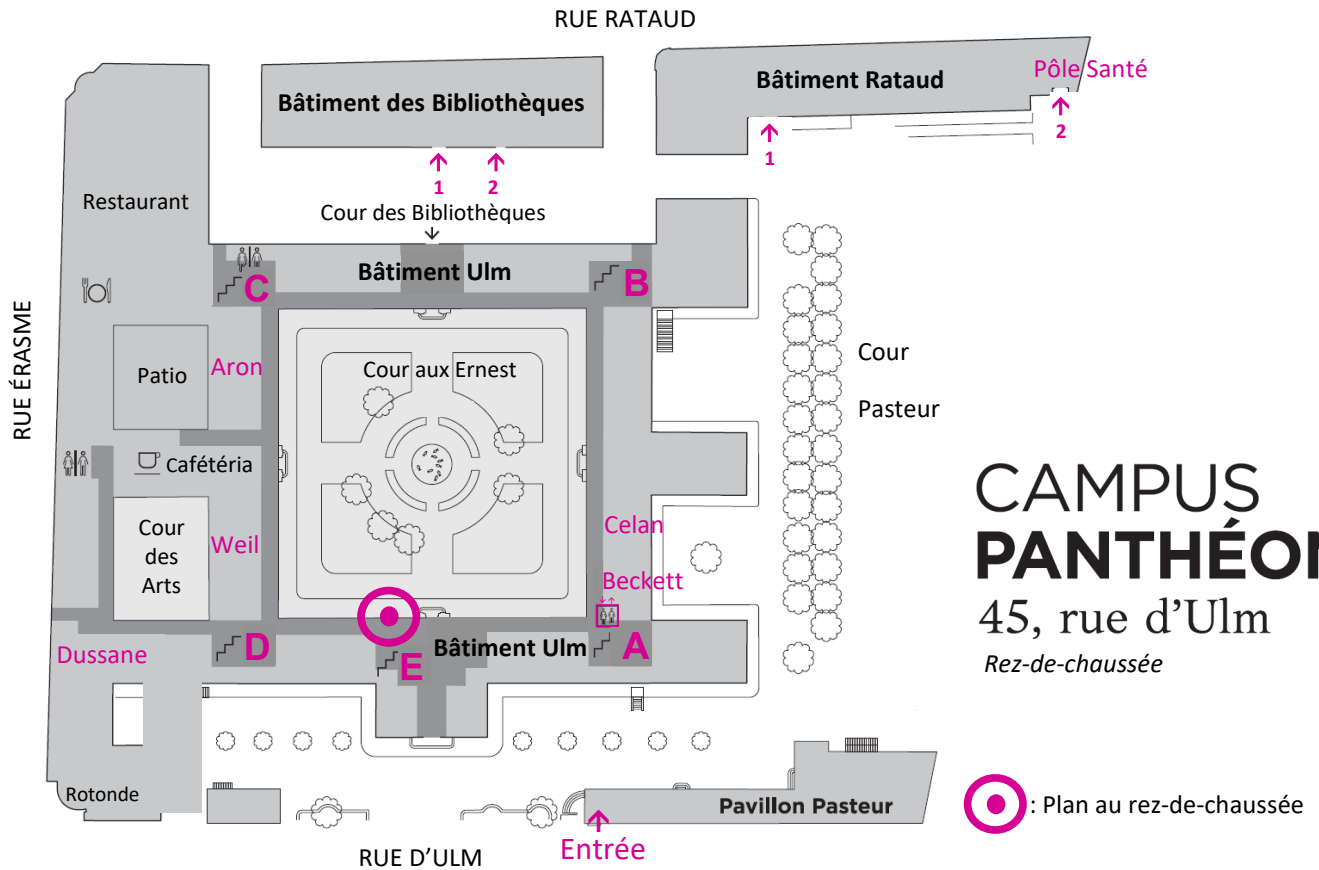 RUE RATAUD
Bâtiment des Bibliothèques
Bâtiment Rataud
Pôle Santé
1
2
1
2
Cour des Bibliothèques
Restaurant
Bâtiment Ulm
C
B
RUE ÉRASME
Patio
Aron
Cour aux Ernest
Cour
Pasteur
Cafétéria
Cour
des
Arts
Weil
Celan
Beckett
CAMPUS
PANTHÉON
45, rue d'Ulm
Rez-de-chaussée
Dussane
D
E
Bâtiment Ulm
A
Rotonde
Pavillon Pasteur
: Plan au rez-de-chaussée
Entrée
RUE D'ULM